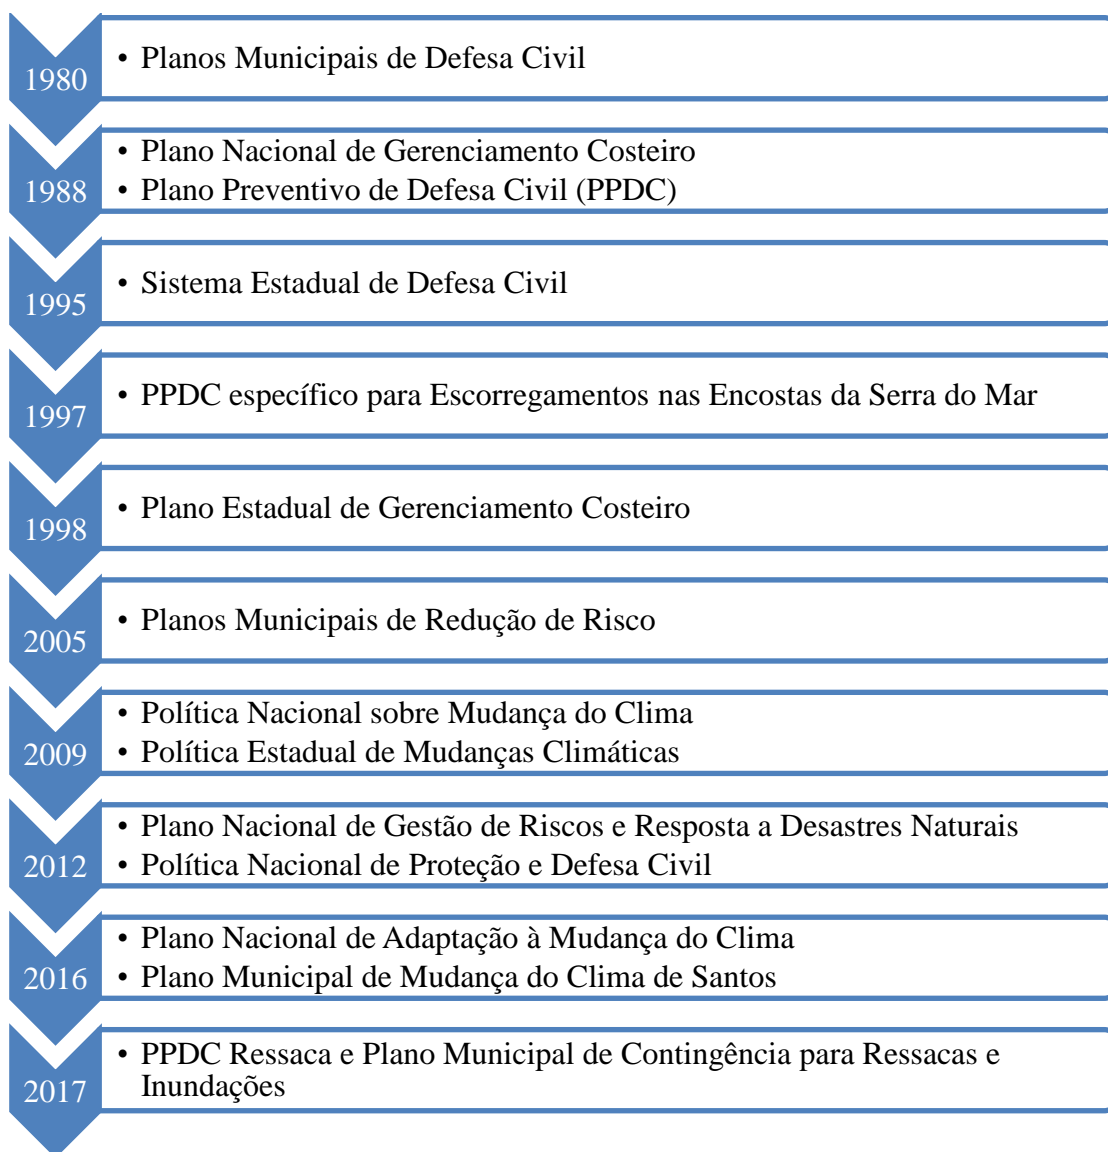 1980
• Planos Municipais de Defesa Civil
1988
• Plano Nacional de Gerenciamento Costeiro
• Plano Preventivo de Defesa Civil (PPDC)
1995
• Sistema Estadual de Defesa Civil
1997
• PPDC específico para Escorregamentos nas Encostas da Serra do Mar
1998
• Plano Estadual de Gerenciamento Costeiro
2005
• Planos Municipais de Redução de Risco
2009
• Política Nacional sobre Mudança do Clima
• Política Estadual de Mudanças Climáticas
2012
• Plano Nacional de Gestão de Riscos e Resposta a Desastres Naturais
• Política Nacional de Proteção e Defesa Civil
2016
• Plano Nacional de Adaptação à Mudança do Clima
• Plano Municipal de Mudança do Clima de Santos
2017
• PPDC Ressaca e Plano Municipal de Contingência para Ressacas e
Inundações